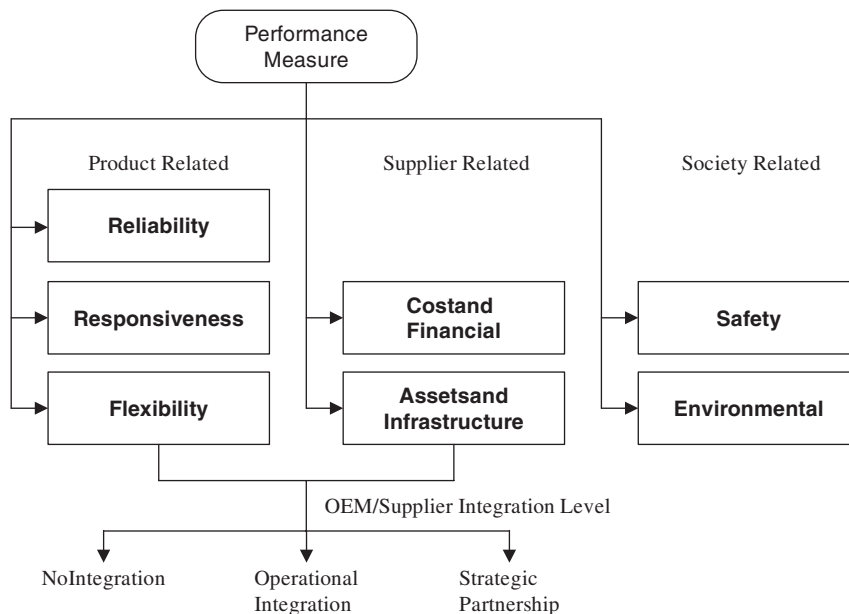 Performance
Measure
Product Related
Supplier Related
Society Related
Reliability
Responsiveness
Costand
Financial
Safety
Flexibility
Assetsand
Infrastructure
Environmental
OEM/Supplier Integration Level
NoIntegration
Operational
Integration
Strategic
Partnership